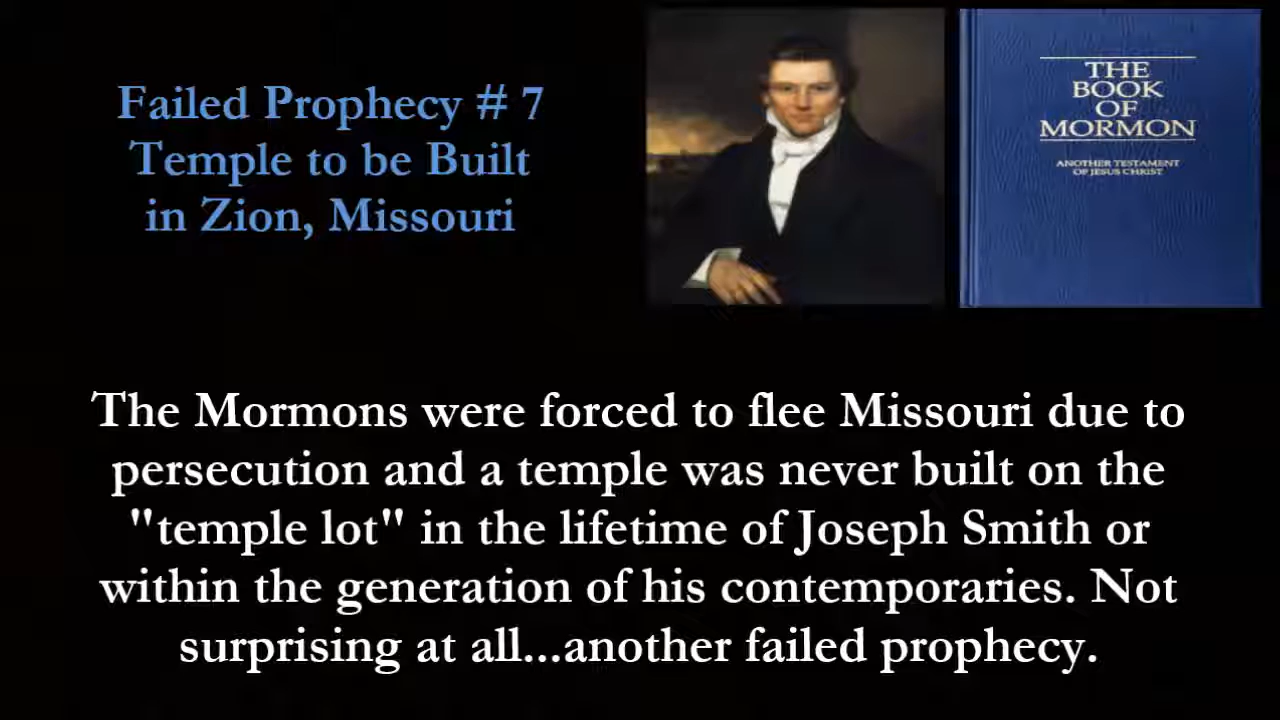 Failed Prophecy # 7
Temple to be Built
in Zion, Missouri
THE
BOOK
OF
MORMON
ANOTHER TESTAMENT
OF JESUS CHRIST
The Mormons were forced to flee Missouri due to
persecution and a temple was never built on the
"temple lot" in the lifetime of Joseph Smith or
within the generation of his contemporaries. Not
surprising at all...another failed prophecy.